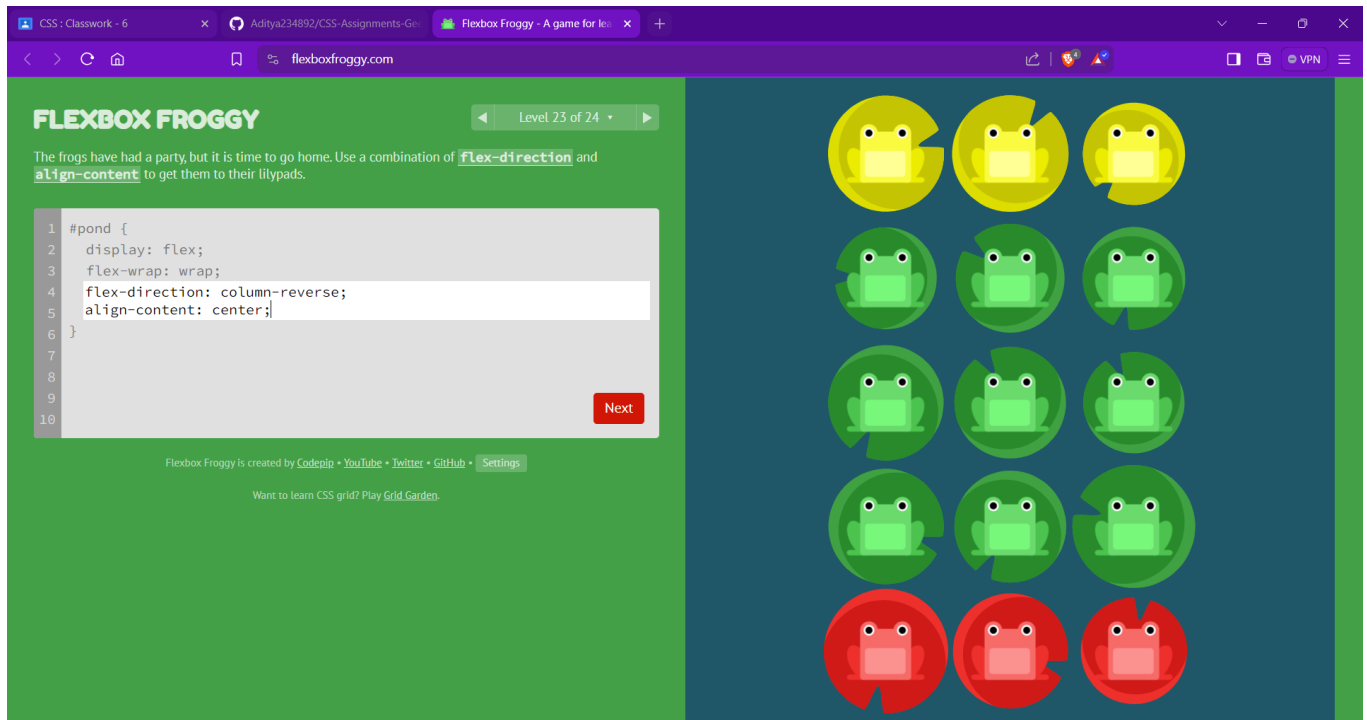 CSS : Classwork - 6
Aditya234892/CSS-Assignments-Ge
Flexbox Froggy - A game for lea
flexboxfroggy.com
4
VPN
FLEXBOX FROGGY
Level 23 of 24
The frogs have had a party, but it is time to go home. Use a combination of flex-direction and
align-content to get them to their lilypads.
1 #pond {
2 display: flex;
3 flex-wrap: wrap;
4 flex-direction: column-reverse;
5 align-content: center;
6 }
7
8
9
10
Next
Flexbox Froggy is created by Codepip • YouTube • Twitter • GitHub • Settings
Want to learn CSS grid? Play Grid Garden.